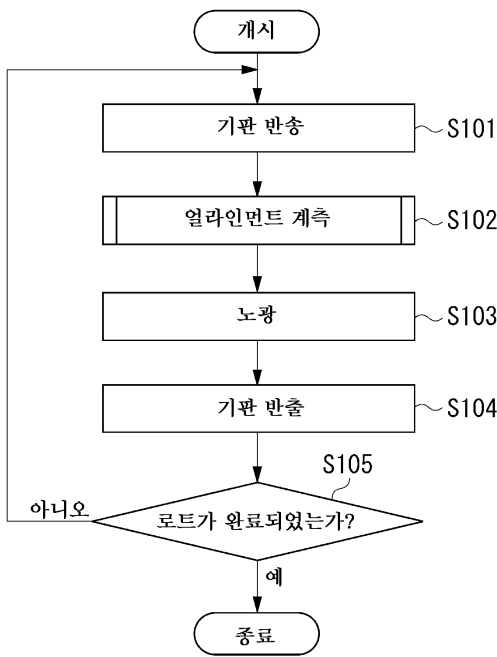 개시
기판 반송
S101
얼라인먼트 계측
S102
노광
S103
기판 반출
S104
S105
로트가 완료되었는가?
아니오
예
종료